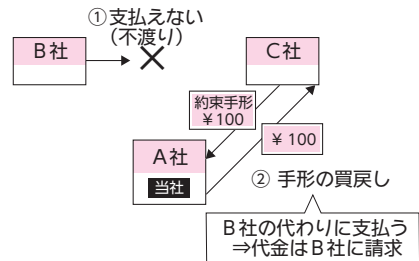 ①支払えない
(不渡り)
B社
C社
約束手形
¥100
¥100
A社
当社
② 手形の買戻し
B社の代わりに支払う
⇒代金はB社に請求